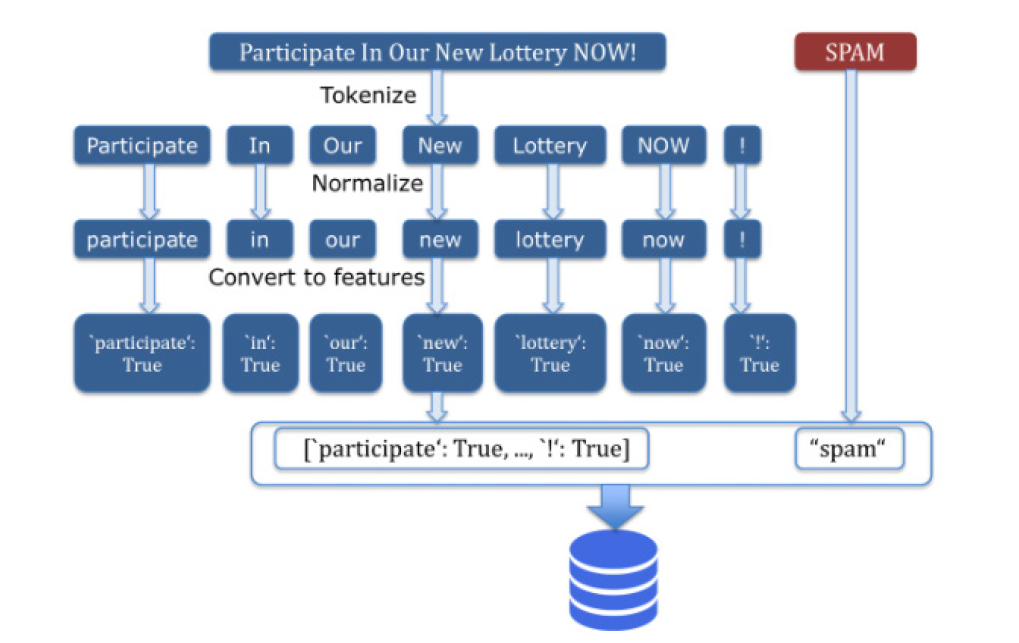 Participate In Our New Lottery NOW!
SPAM
Tokenize
Participate
In
Our
New
Lottery
NOW
!
Normalize
participate
in
our
new
lottery
now
!
Convert to features
`participate‘:
True
`in‘:
True
`our‘:
True
`new‘:
True
`lottery‘:
True
`now‘:
True
`!‘:
True
[`participate‘: True, ..., `!‘: True]
“spam“